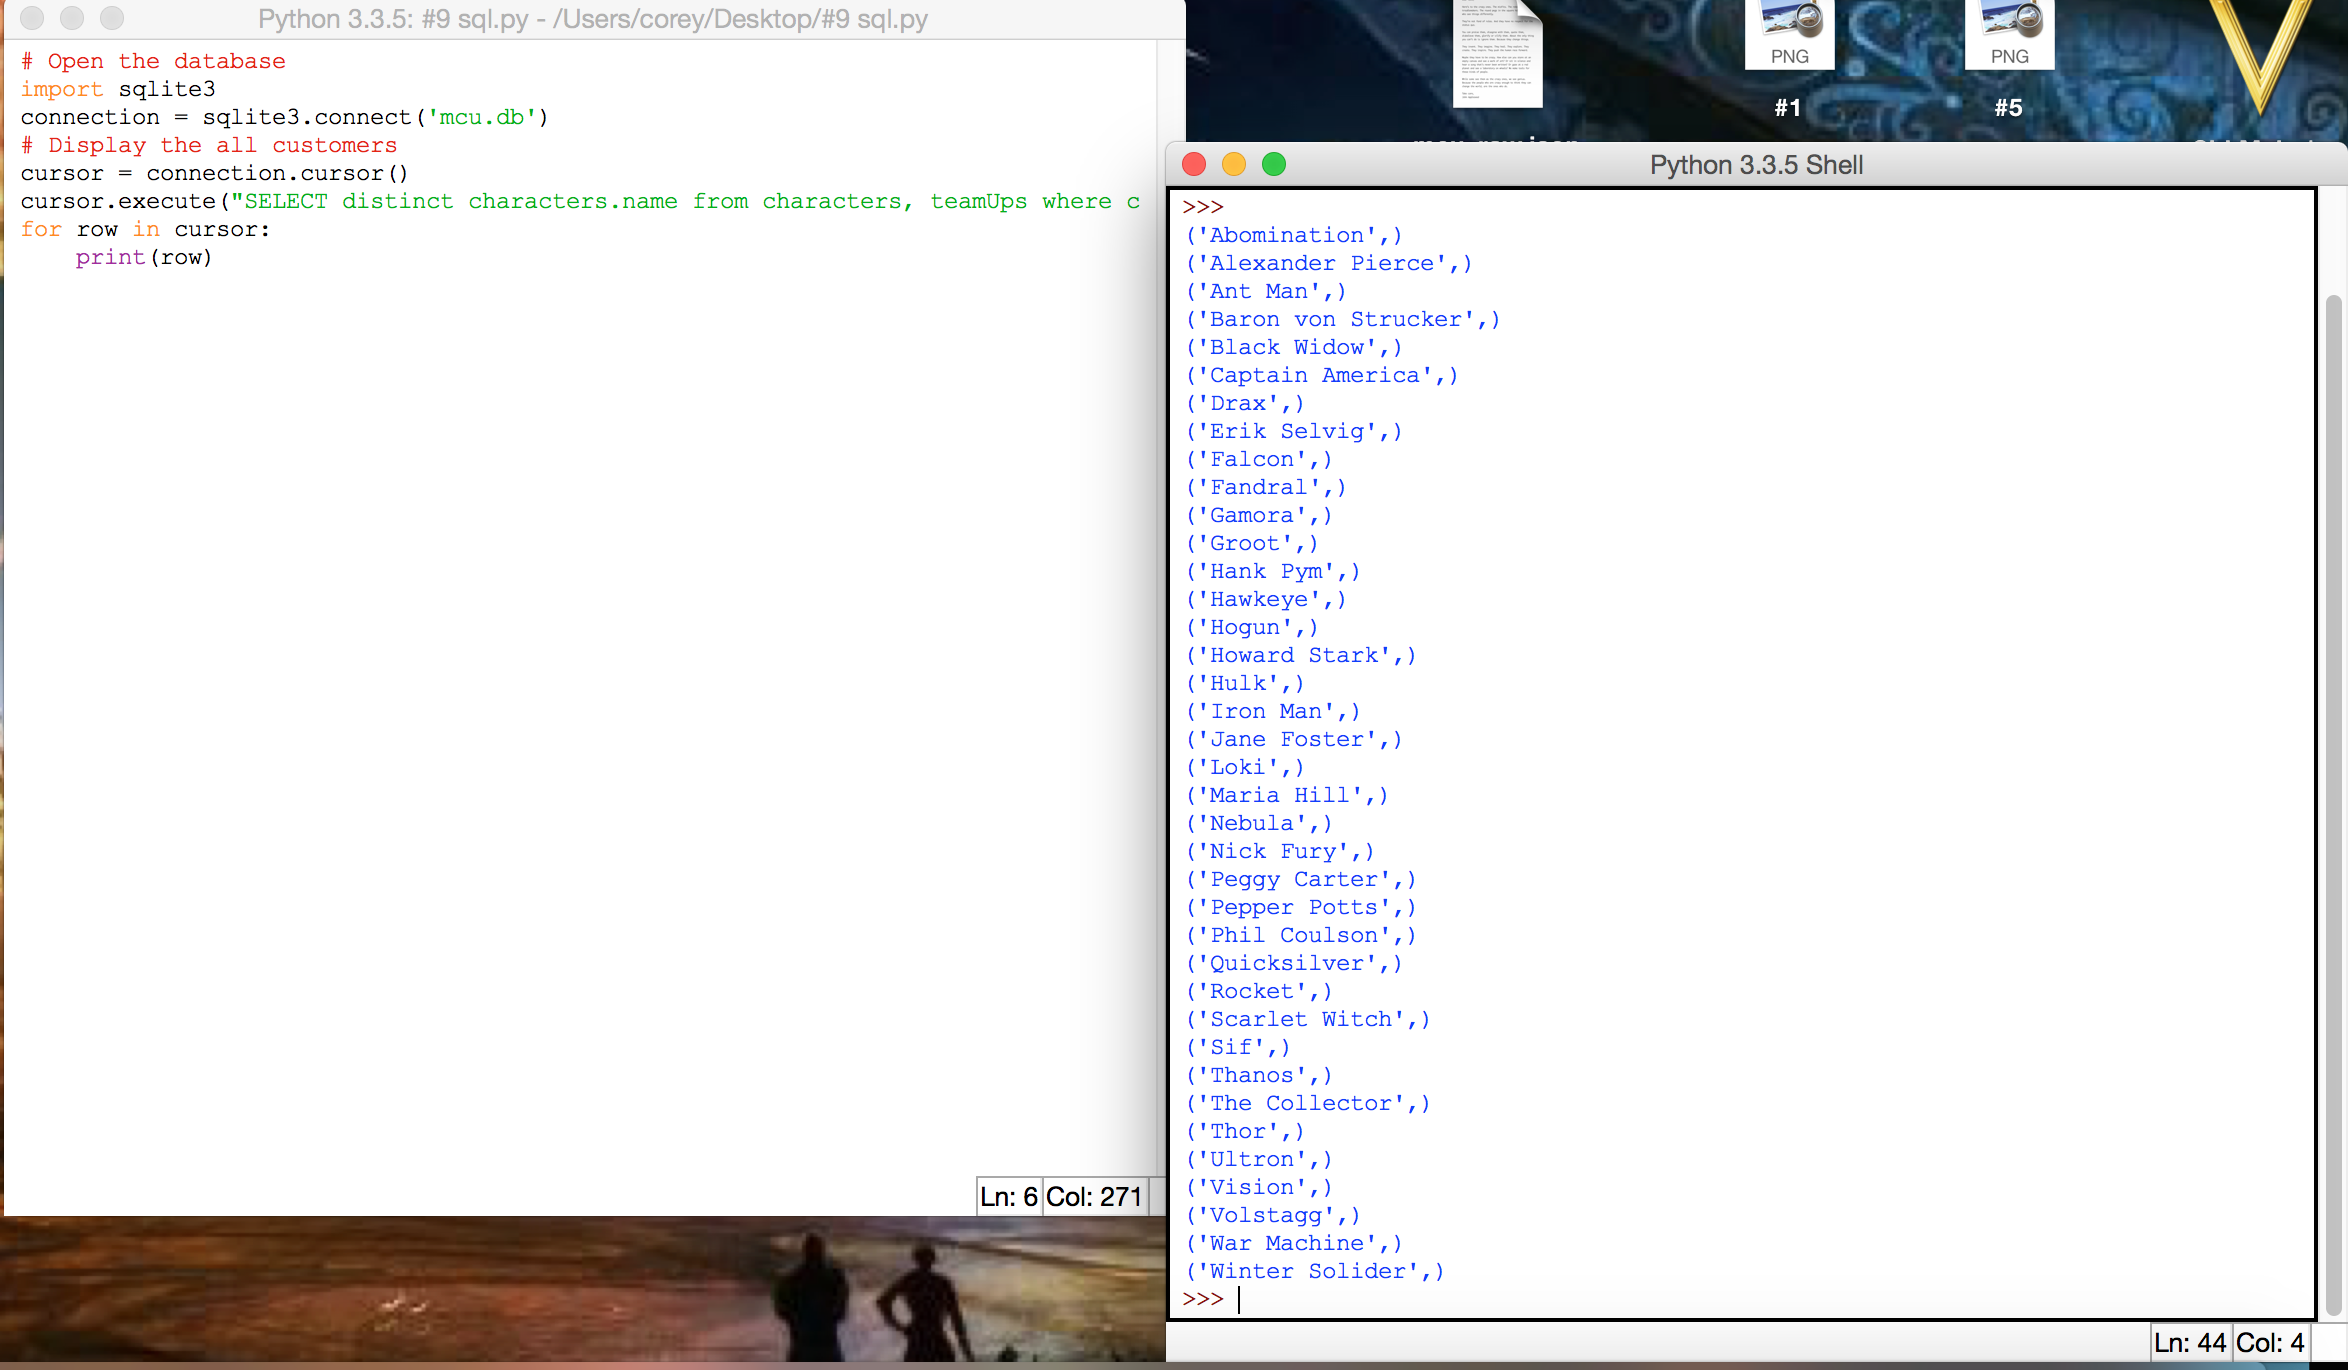 Python 3.3.5: #9 sql.py - /Users/corey/Desktop/#9 sql.py
# Open the database
import sqlite3
connection = sqlite3.connect('mcu.db')
# Display the all customers
cursor = connection.cursor()
cursor.execute("SELECT distinct characters.name from characters, teamUps where c
for row in cursor:
    print(row)
Ln: 6 Col: 271
PNG
#1
PNG
#5
Python 3.3.5 Shell
>>>
('Abomination',)
('Alexander Pierce',)
('Ant Man',)
('Baron von Strucker',)
('Black Widow',)
('Captain America',)
('Drax',)
('Erik Selvig',)
('Falcon',)
('Fandral',)
('Gamora',)
('Groot',)
('Hank Pym',)
('Hawkeye',)
('Hogun',)
('Howard Stark',)
('Hulk',)
('Iron Man',)
('Jane Foster',)
('Loki',)
('Maria Hill',)
('Nebula',)
('Nick Fury',)
('Peggy Carter',)
('Pepper Potts',)
('Phil Coulson',)
('Quicksilver',)
('Rocket',)
('Scarlet Witch',)
('Sif',)
('Thanos',)
('The Collector',)
('Thor',)
('Ultron',)
('Vision',)
('Volstagg',)
('War Machine',)
('Winter Solider',)
>>>
Ln: 44 Col: 4